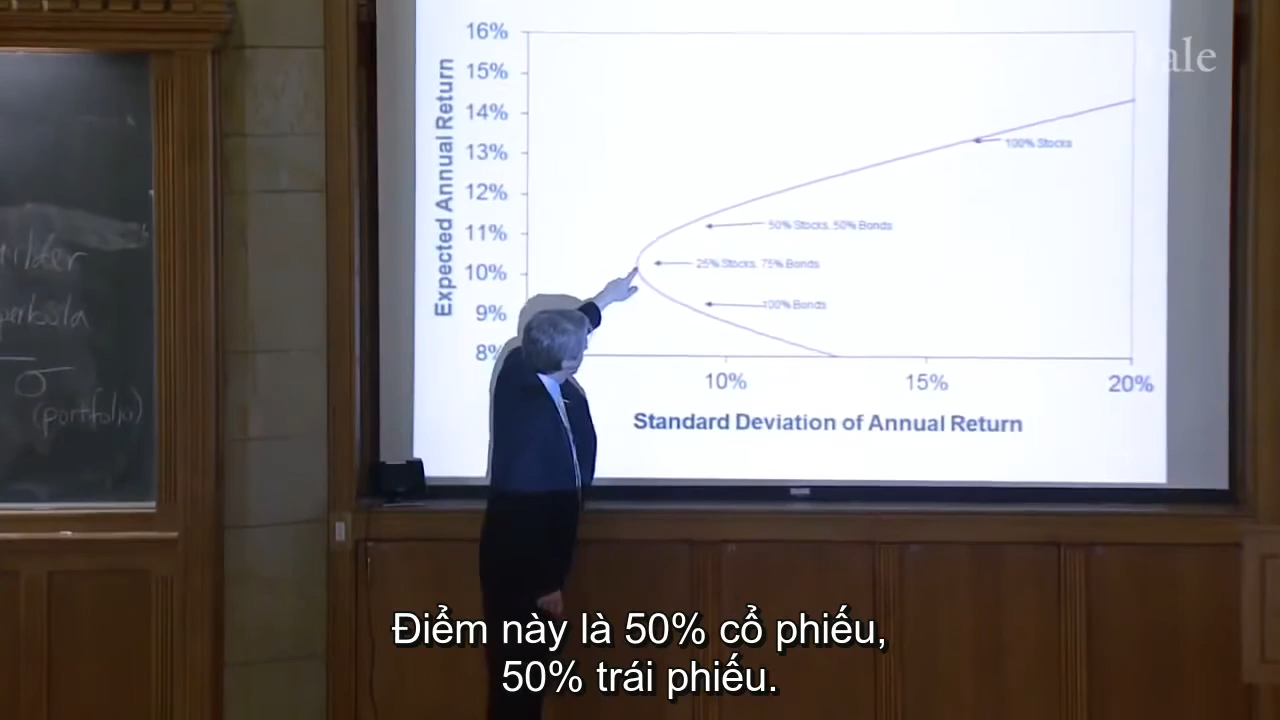 16%
15%
14%
13%
12%
11%
10%
9%
8%
Expected Annual Return
100% Stocks
50% Stocks, 50% Bonds
25% Stocks, 75% Bonds
100% Bonds
10%
15%
20%
Standard Deviation of Annual Return
ale
σ
(portfolio)
Điểm này là 50% cổ phiếu,
50% trái phiếu.